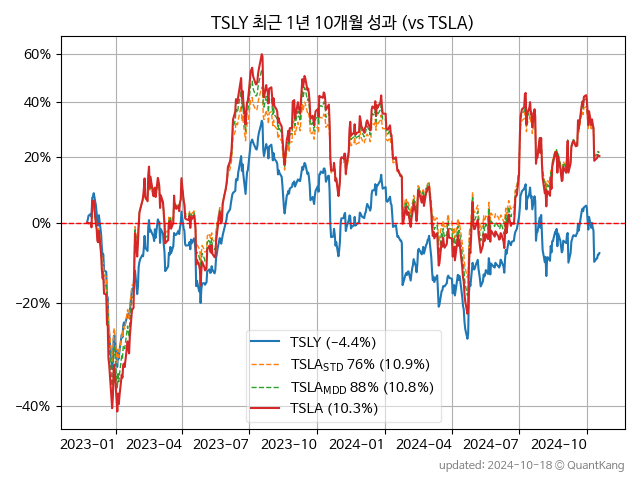 TSLY 최근 1년 10개월 성과 (vs TSLA)
60%
40%
20%
0%
−20%
−40%
TSLY (−4.4%)
TSLA_STD 76% (10.9%)
TSLA_MDD 88% (10.8%)
TSLA (10.3%)
2023-01 2023-04 2023-07 2023-10 2024-01 2024-04 2024-07 2024-10
updated: 2024-10-18 @ QuantKang